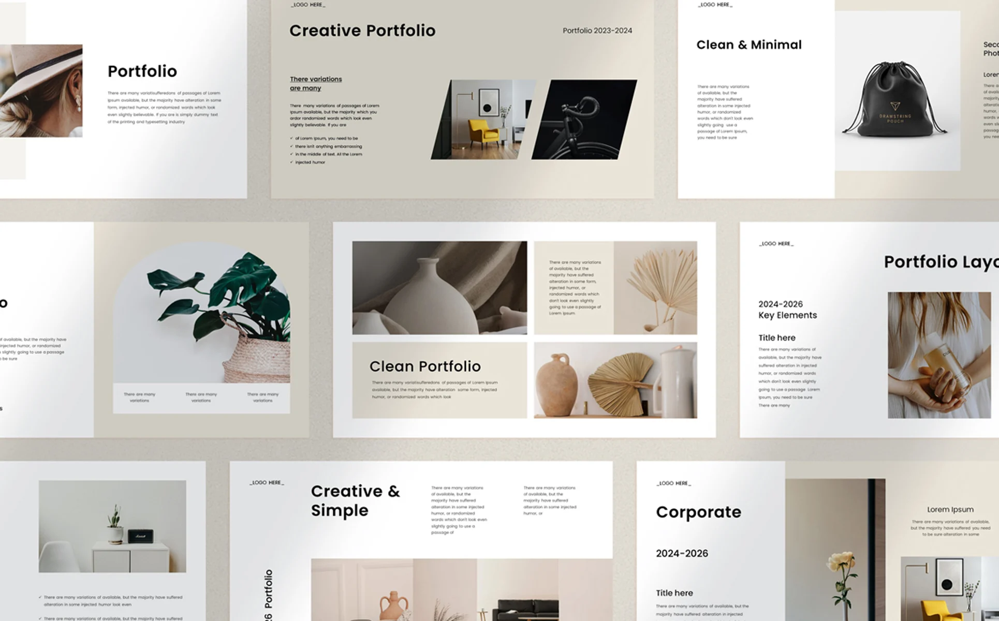 Portfolio
There are many variatisufferedons of passages of Lorem
Ipsum available, but the majority have alteration in some
form, injected humor, or randomized words which look
even slightly believable. If you are is simply dummy text
of the printing and typesetting industry
_LOGO HERE_
Creative Portfolio
Portfolio 2023-2024
There variations
are many
There many variations of passages of Lorem
Ipsum available, but the majority which you
ardor randomized words which look even
slightly believable. If you are
✓ of Lorem Ipsum, you need to be
✓ there isn't anything embarrassing
✓ in the middle of text. All the Lorem
✓ injected humor
_LOGO HERE_
Clean & Minimal
There are many variations
of available, but the
majority have suffered
alteration in some injected
humor, or randomized
words which don't look even
slightly going use a
passage of Lorem Ipsum,
you need to be sure
DRAWSTRING
POUCH
of available, but the majority have
injected humor, or randomized
slightly going to use a passage
be sure
There are many
variations
There are many
variations
There are many
variations
There are many variations
of available, but the
majority have suffered
alteration in some form,
injected humor, or
randomized words which
don't look even slightly
going to use a passage of
Lorem Ipsum
Clean Portfolio
There are many variatisufferedons of passages of Lorem Ipsum
available, but the majority have alteration some form, injected
humor, or randomized words which look
_LOGO HERE_
Portfolio
2024-2026
Key Elements
Title here
There are many variations of
available, but the majority have
suffered alteration in injected
humor, or randomized words
which don't look even slightly
going to use a passage Lorem
Ipsum, you need to be sure
There are many
✓ There are many variations of available, but the majority have suffered
alteration in some injected humor look even
✓ There are many variations of available, but the majority have suffered
_LOGO HERE_
Creative &
Simple
There are many variations
of available, but the
majority have suffered
alteration in some injected
humor, or randomized
words which don't look even
slightly going to use a
passage of
There are many variations
of available, but the
majority have suffered
alteration in some injected
humor, or
26 Portfolio
_LOGO HERE_
Corporate
2024-2026
Title here
There are many variations of available, but the
majority have suffered alteration in injected
Lorem Ipsum
There are many variations of available,
but the majority have suffered you need
to be sure alteration in some